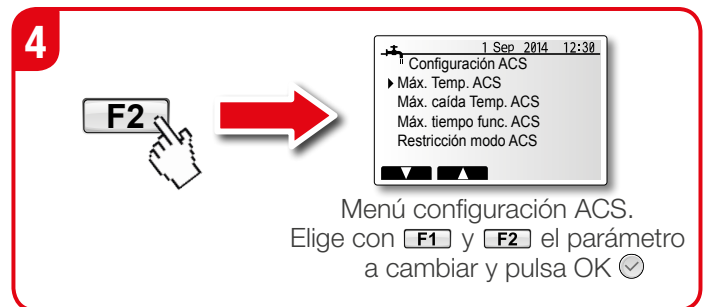 4
F2
1 Sep 2014 12:30
Configuración ACS
Máx. Temp. ACS
Máx. caída Temp. ACS
Máx. tiempo func. ACS
Restricción modo ACS
Menú configuración ACS.
Elige con F1 y F2 el parámetro
a cambiar y pulsa OK